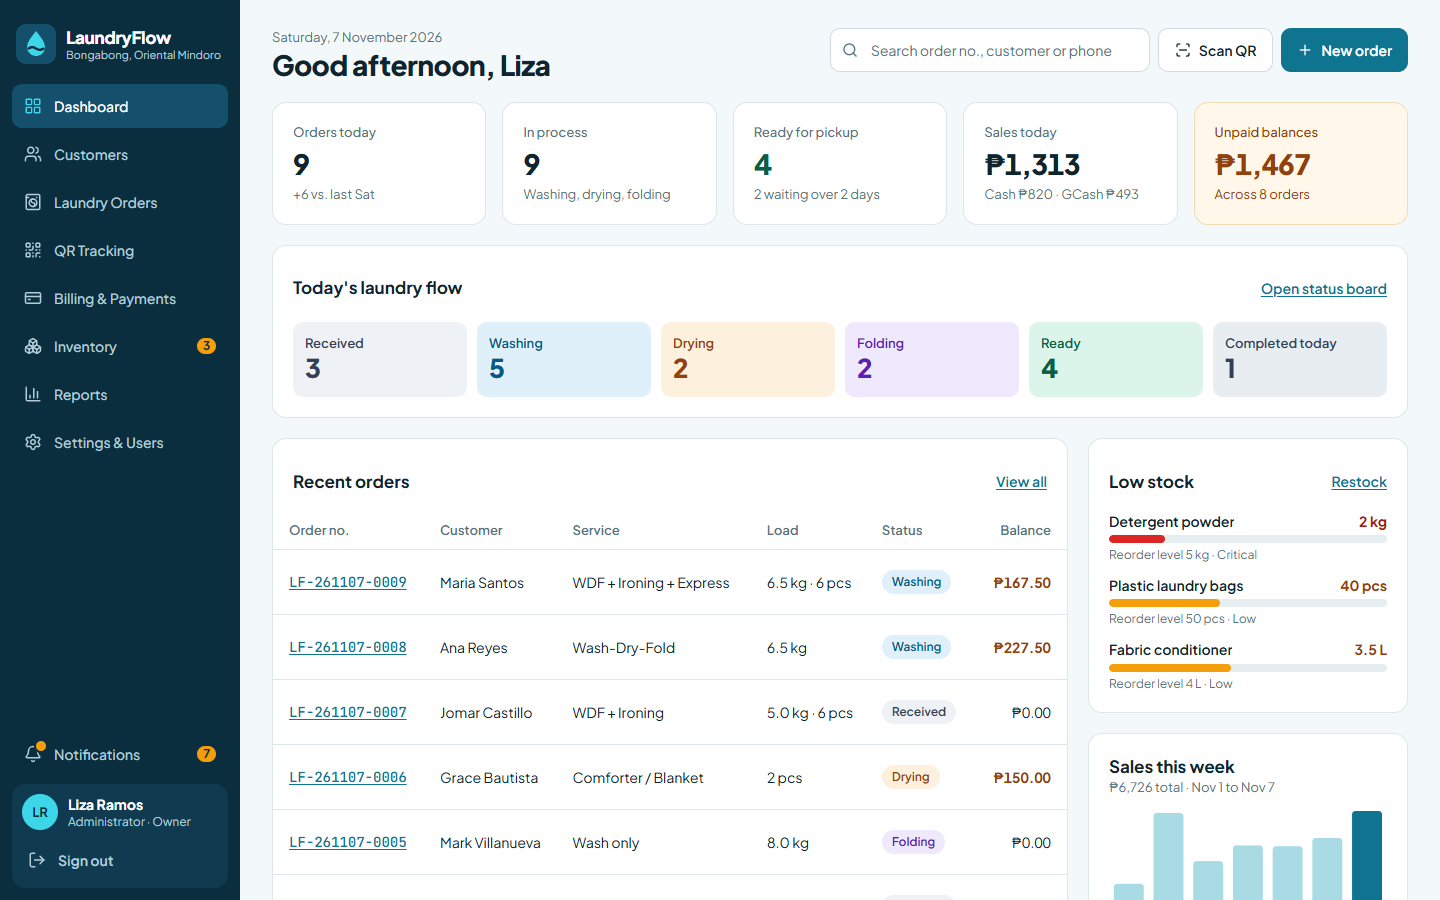 LaundryFlow
Bongabong, Oriental Mindoro
Dashboard
Customers
Laundry Orders
QR Tracking
Billing & Payments
Inventory 3
Reports
Settings & Users
Notifications 7
LR
Liza Ramos
Administrator · Owner
Sign out
Saturday, 7 November 2026
Good afternoon, Liza
Search order no., customer or phone
Scan QR
New order
Orders today
9
+6 vs. last Sat
In process
9
Washing, drying, folding
Ready for pickup
4
2 waiting over 2 days
Sales today
₱1,313
Cash ₱820 · GCash ₱493
Unpaid balances
₱1,467
Across 8 orders
Today's laundry flow
Open status board
Received
3
Washing
5
Drying
2
Folding
2
Ready
4
Completed today
1
Recent orders
View all
Order no. Customer Service Load Status Balance
LF-261107-0009 Maria Santos WDF + Ironing + Express 6.5 kg · 6 pcs Washing ₱167.50
LF-261107-0008 Ana Reyes Wash-Dry-Fold 6.5 kg Washing ₱227.50
LF-261107-0007 Jomar Castillo WDF + Ironing 5.0 kg · 6 pcs Received ₱0.00
LF-261107-0006 Grace Bautista Comforter / Blanket 2 pcs Drying ₱150.00
LF-261107-0005 Mark Villanueva Wash only 8.0 kg Folding ₱0.00
Low stock
Restock
Detergent powder 2 kg
Reorder level 5 kg · Critical
Plastic laundry bags 40 pcs
Reorder level 50 pcs · Low
Fabric conditioner 3.5 L
Reorder level 4 L · Low
Sales this week
₱6,726 total · Nov 1 to Nov 7